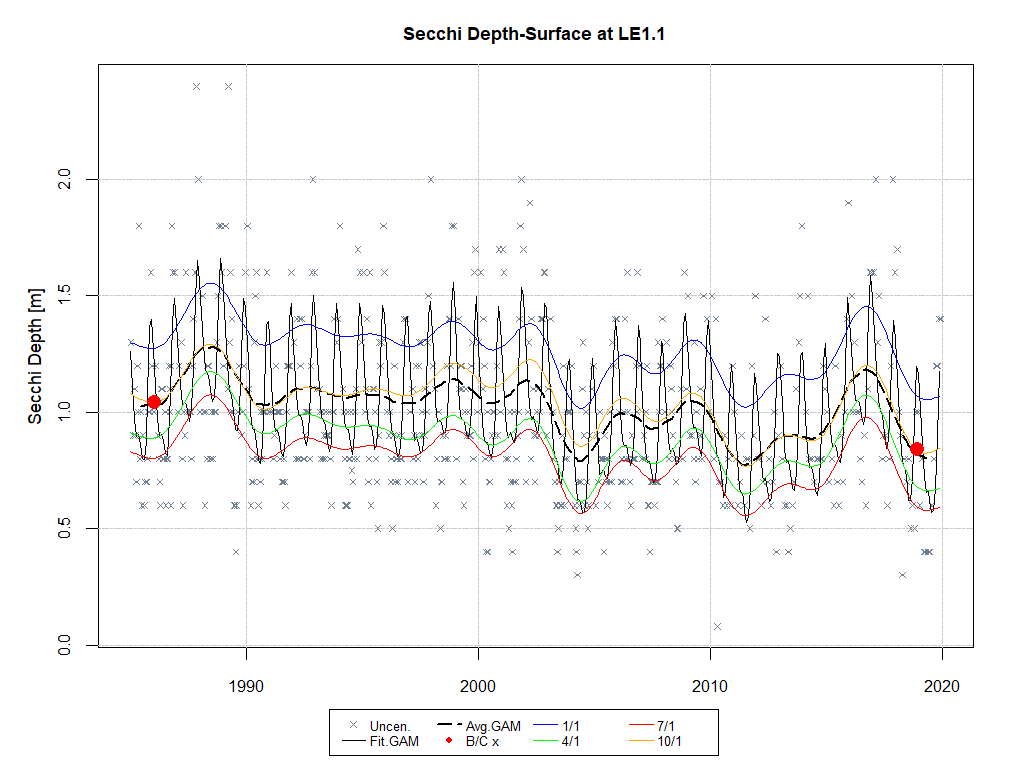 Secchi Depth-Surface at LE1.1
Secchi Depth [m]
2.0
1.5
1.0
0.5
0.0
1990 2000 2010 2020
Uncen. Avg.GAM 1/1 7/1
Fit.GAM B/C x 4/1 10/1